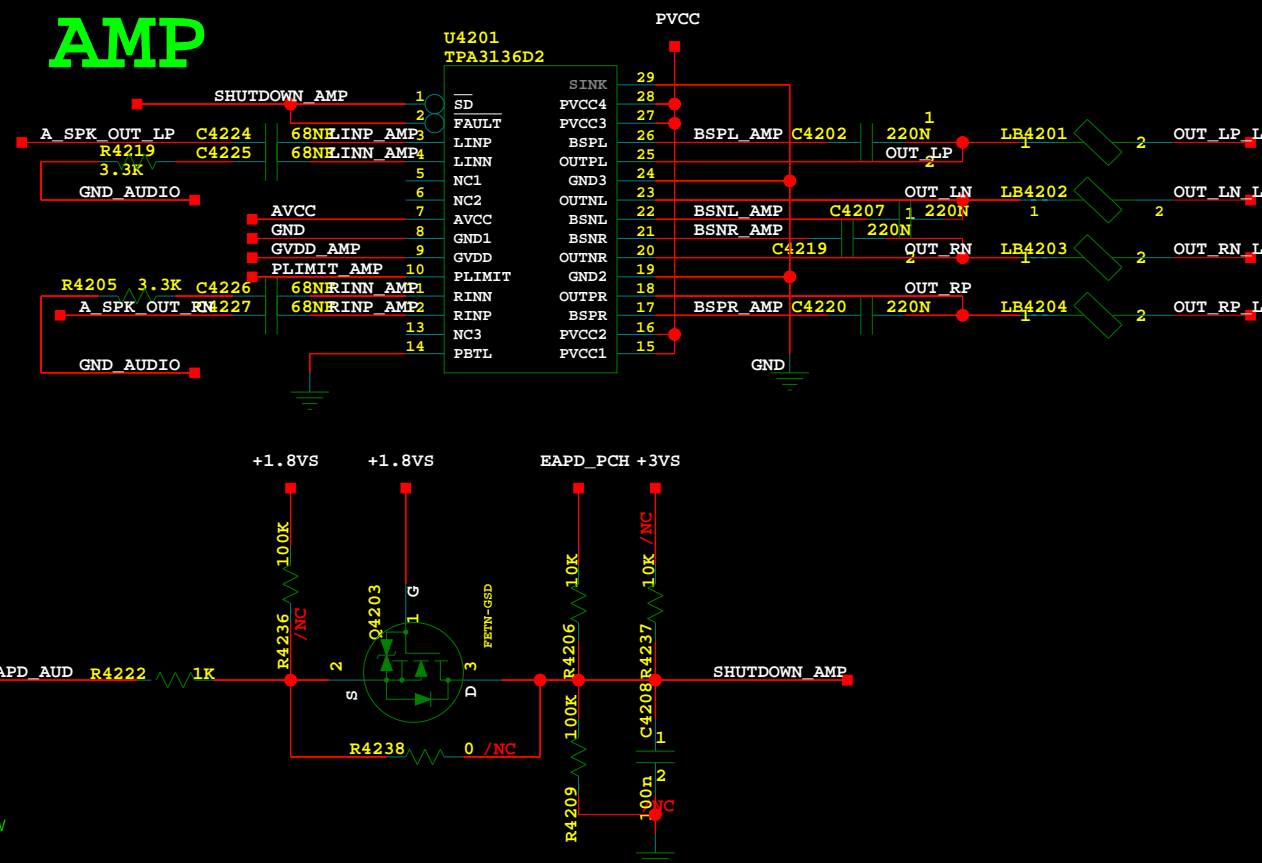 AMP
PVCC
U4201
TPA3136D2
SHUTDOWN_AMP
A_SPK_OUT_LP C4224 68NF LINP_AMP
R4219 C4225 68NF LINN_AMP
3.3K
GND_AUDIO
AVCC
GND
GVDD_AMP
PLIMIT_AMP
R4205 3.3K C4226 68NF RINN_AMP
A_SPK_OUT_RN C4227 68NF RINP_AMP
GND_AUDIO
1 SD
2 FAULT
3 LINP
4 LINN
5 NC1
6 NC2
7 AVCC
8 GND1
9 GVDD
10 PLIMIT
11 RINN
12 RINP
13 NC3
14 PBTL
SINK 29
PVCC4 28
PVCC3 27
BSPL 26
OUTPL 25
GND3 24
OUTNL 23
BSNL 22
BSNR 21
OUTNR 20
GND2 19
OUTPR 18
BSPR 17
PVCC2 16
PVCC1 15
1
BSPL_AMP C4202 220N LB4201 1 2 OUT_LP_L
OUT_LP
2
OUT_LN LB4202 OUT_LN_L
BSNL_AMP C4207 1 220N 1 2
BSNR_AMP 220N
C4219 OUT_RN LB4203 OUT_RN_L
2 1 2
OUT_RP
BSPR_AMP C4220 220N LB4204 1 2 OUT_RP_L
GND
+1.8VS +1.8VS EAPD_PCH +3VS
100K
R4236
/NC
Q4203
G
1
FETN-GSD
10K
R4206
10K /NC
R4237
APD_AUD R4222 1K
2
S
3
D
SHUTDOWN_AMP
R4238 0 /NC
100K
R4209
C4208
1
2
100n
/NC